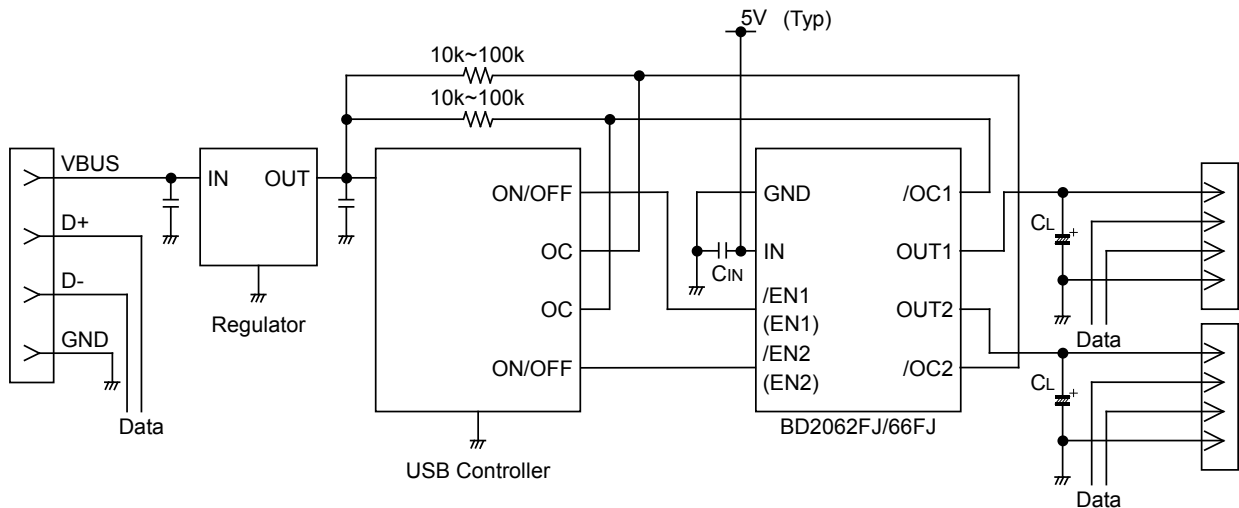 5V (Typ)
10k~100k
10k~100k
VBUS
D+
D-
GND
Data
IN OUT
Regulator
ON/OFF
OC
OC
ON/OFF
USB Controller
GND
IN
CIN
/EN1
(EN1)
/EN2
(EN2)
/OC1
OUT1
OUT2
/OC2
BD2062FJ/66FJ
CL
+
Data
CL
+
Data